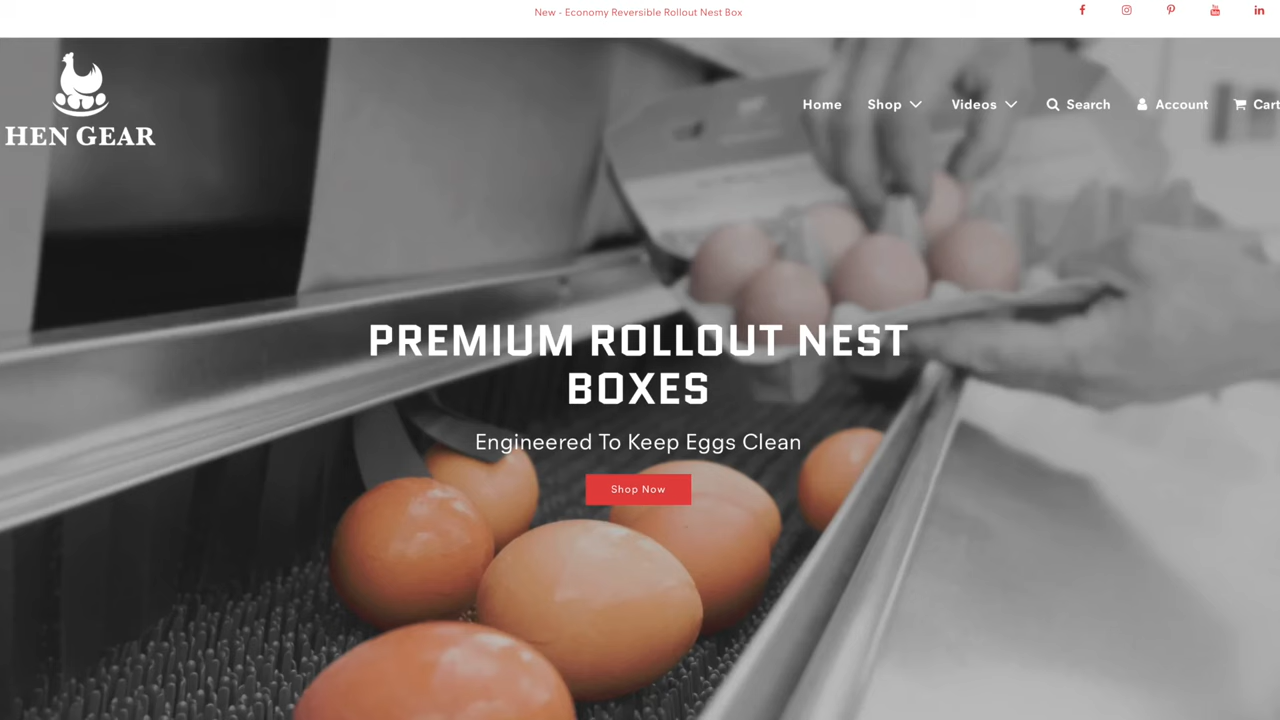 New - Economy Reversible Rollout Nest Box
HEN GEAR
Home Shop Videos Search Account Cart
PREMIUM ROLLOUT NEST
BOXES
Engineered To Keep Eggs Clean
Shop Now